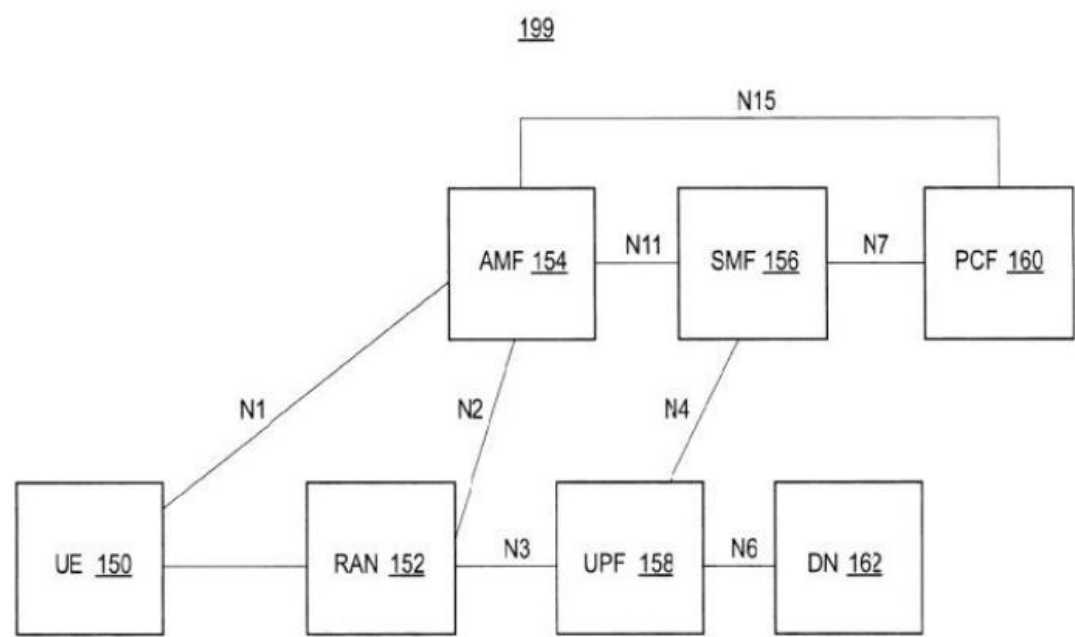 199
N15
AMF 154
N11
SMF 156
N7
PCF 160
N1
N2
N4
UE 150
RAN 152
N3
UPF 158
N6
DN 162